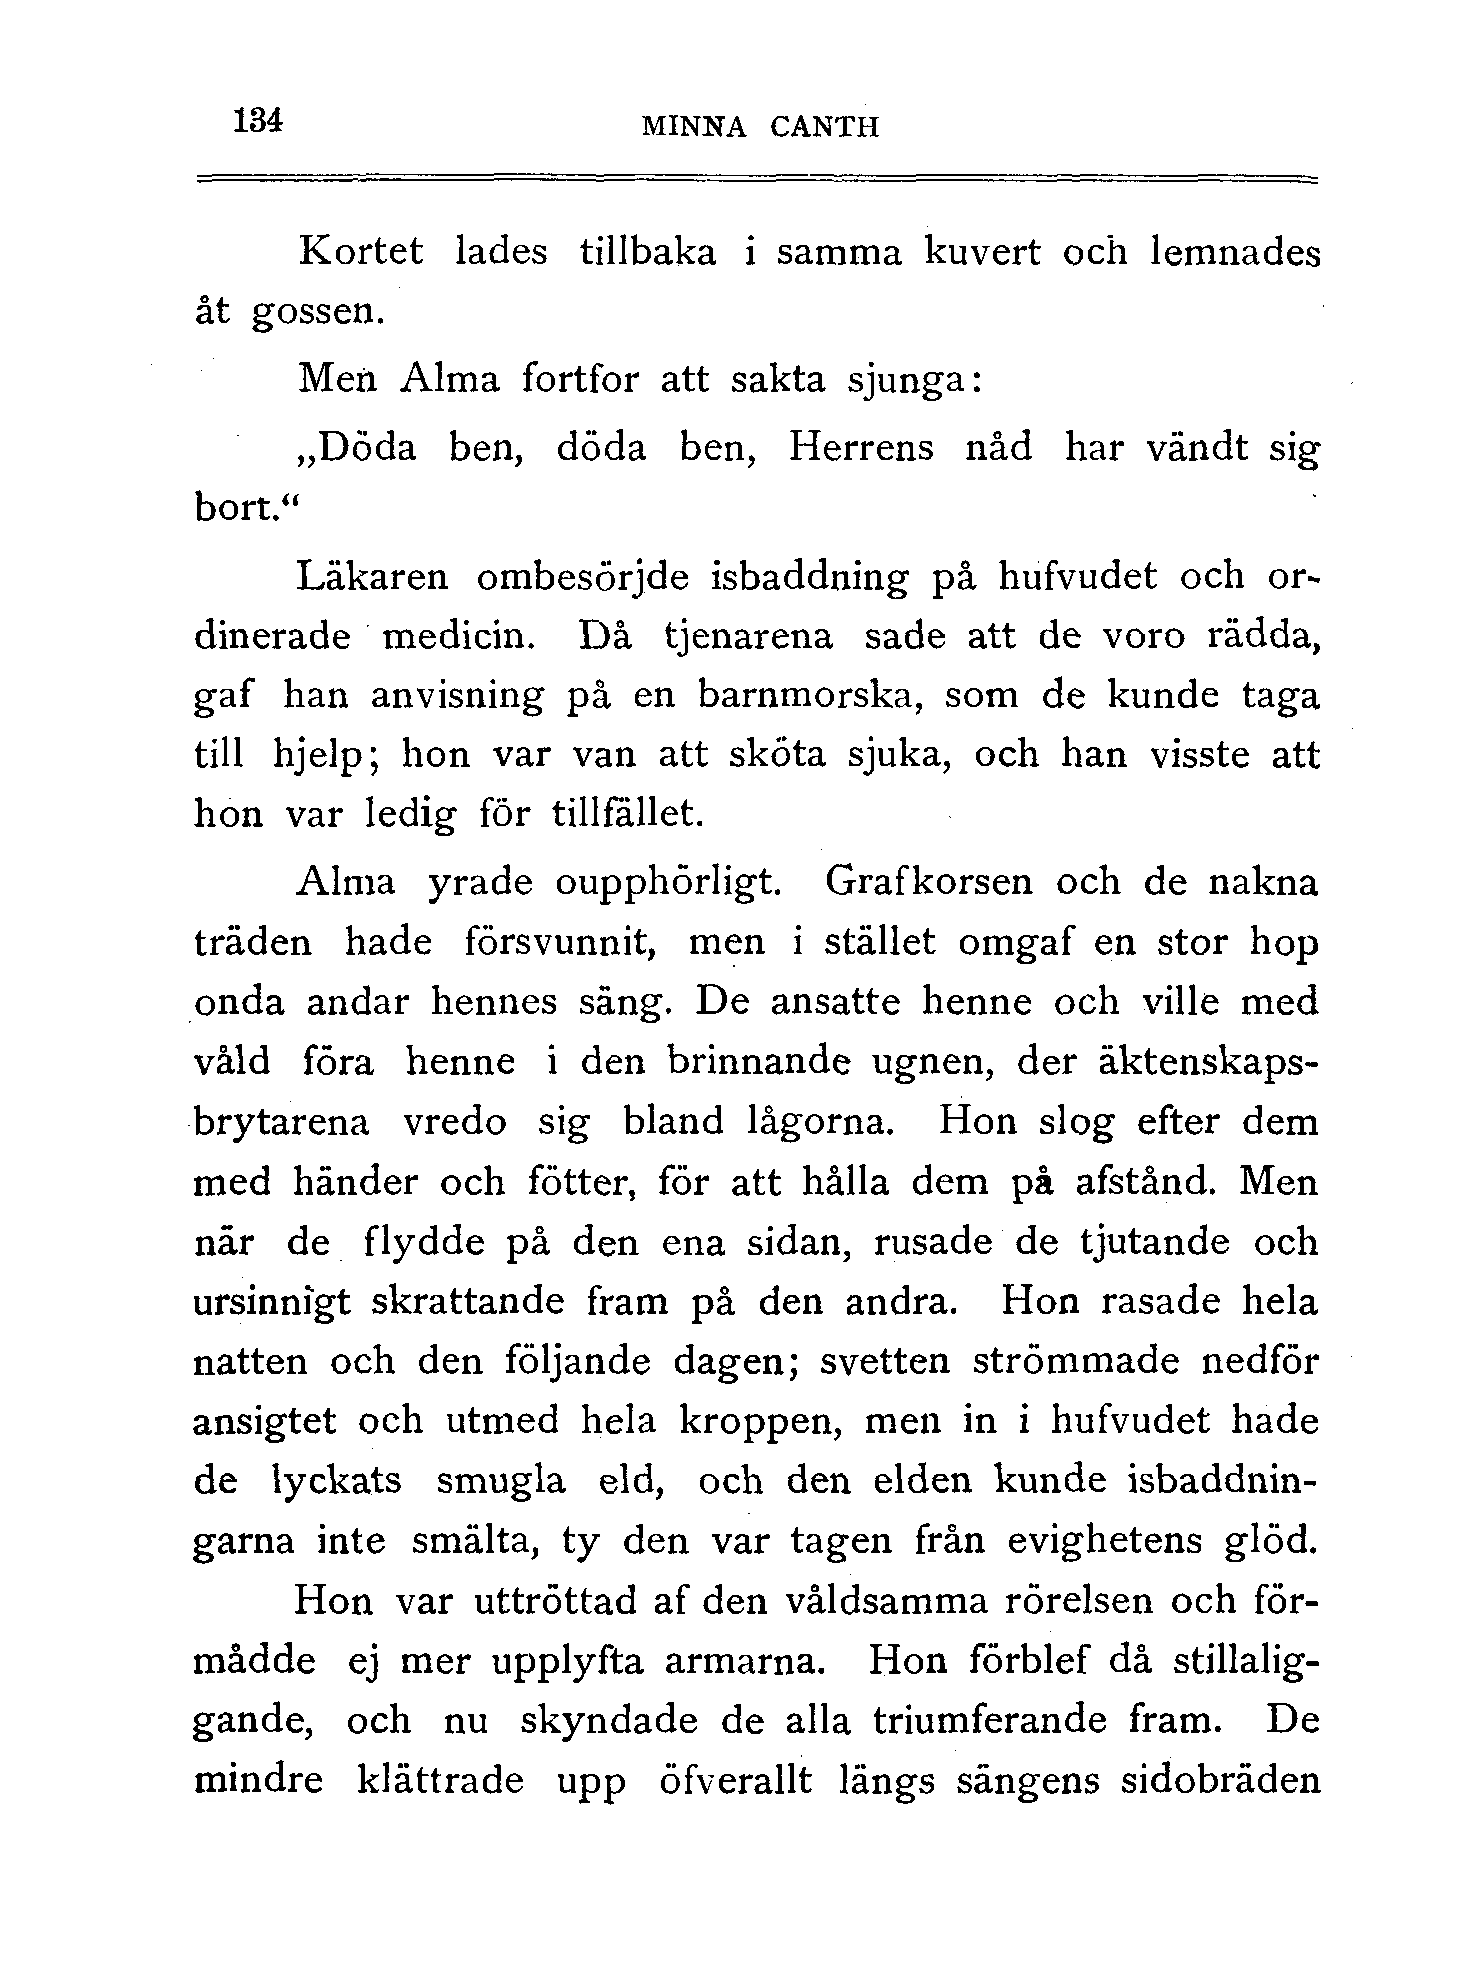 134
MINNA CANTH
Kortet lades tillbaka i samma kuvert och lemnades
åt gossen.
Men Alma fortfor att sakta sjunga:
„Döda ben, döda ben, Herrens nåd har vändt sig
bort.“
Läkaren ombesörjde isbaddning på hufvudet och or-
dinerade medicin. Då tjenarena sade att de voro rädda,
gaf han anvisning på en barnmorska, som de kunde taga
till hjelp; hon var van att sköta sjuka, och han visste att
hon var ledig för tillfället.
Alma yrade oupphörligt. Grafkorsen och de nakna
träden hade försvunnit, men i stället omgaf en stor hop
onda andar hennes säng. De ansatte henne och ville med
våld föra henne i den brinnande ugnen, der äktenskaps-
brytarena vredo sig bland lågorna. Hon slog efter dem
med händer och fötter, för att hålla dem på afstånd. Men
när de flydde på den ena sidan, rusade de tjutande och
ursinnigt skrattande fram på den andra. Hon rasade hela
natten och den följande dagen; svetten strömmade nedför
ansigtet och utmed hela kroppen, men in i hufvudet hade
de lyckats smugla eld, och den elden kunde isbaddnin-
garna inte smälta, ty den var tagen från evighetens glöd.
Hon var uttröttad af den våldsamma rörelsen och för-
mådde ej mer upplyfta armarna. Hon förblef då stillalig-
gande, och nu skyndade de alla triumferande fram. De
mindre klättrade upp öfverallt längs sängens sidobräden